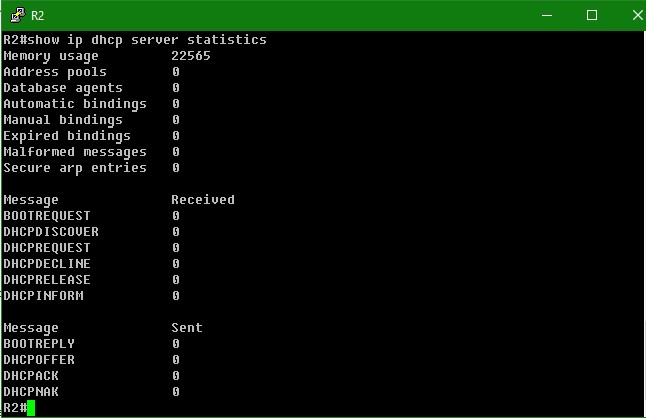 R2
R2#show ip dhcp server statistics
Memory usage 22565
Address pools 0
Database agents 0
Automatic bindings 0
Manual bindings 0
Expired bindings 0
Malformed messages 0
Secure arp entries 0
Message Received
BOOTREQUEST 0
DHCPDISCOVER 0
DHCPREQUEST 0
DHCPDECLINE 0
DHCPRELEASE 0
DHCPINFORM 0
Message Sent
BOOTREPLY 0
DHCPOFFER 0
DHCPACK 0
DHCPNAK 0
R2#